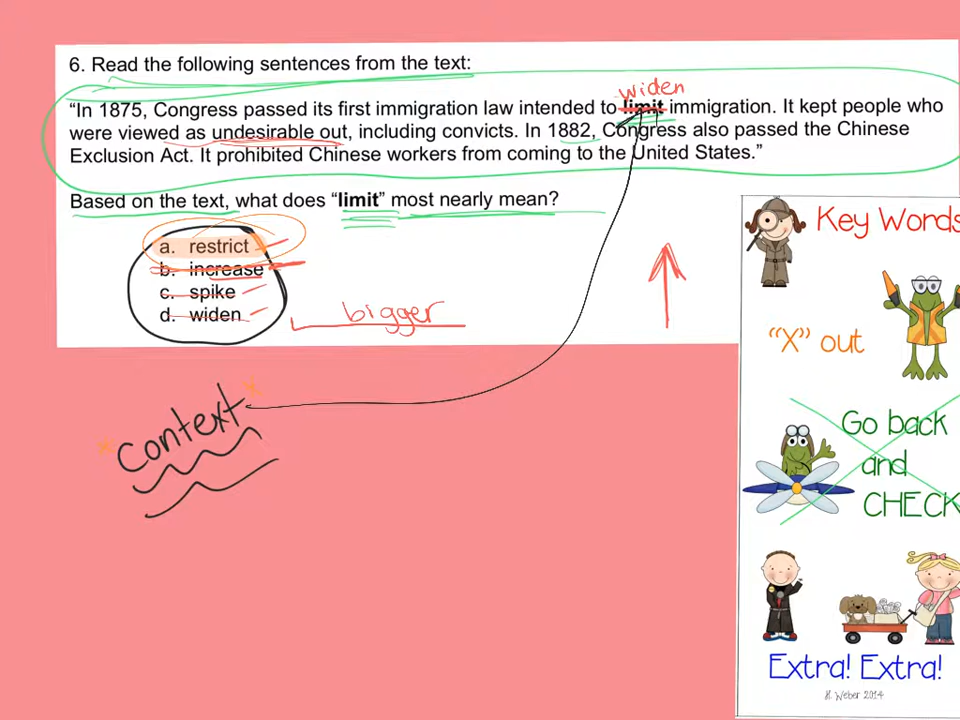 6. Read the following sentences from the text:
widen
“In 1875, Congress passed its first immigration law intended to limit immigration. It kept people who
were viewed as undesirable out, including convicts. In 1882, Congress also passed the Chinese
Exclusion Act. It prohibited Chinese workers from coming to the United States.”
Based on the text, what does “limit” most nearly mean?
a. restrict
b. increase
c. spike
d. widen
bigger
*context*
Key Words
“X” out
Go back
and
CHECK
Extra! Extra!
H. Weber 2014